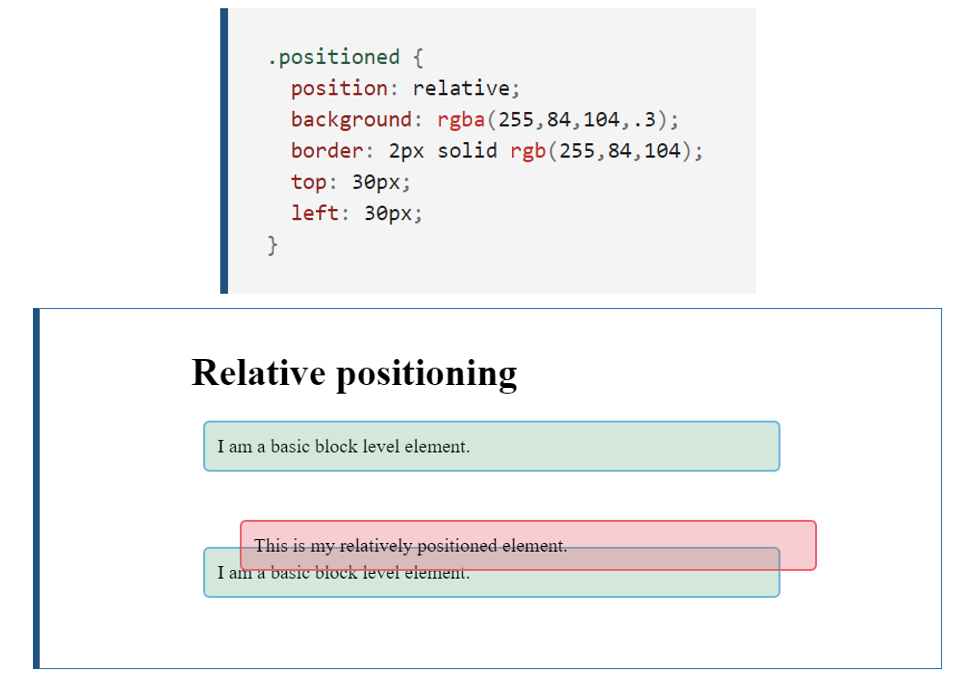 .positioned {
position: relative;
background: rgba(255,84,104,.3);
border: 2px solid rgb(255,84,104);
top: 30px;
left: 30px;
}
Relative positioning
I am a basic block level element.
This is my relatively positioned element.
I am a basic block level element.